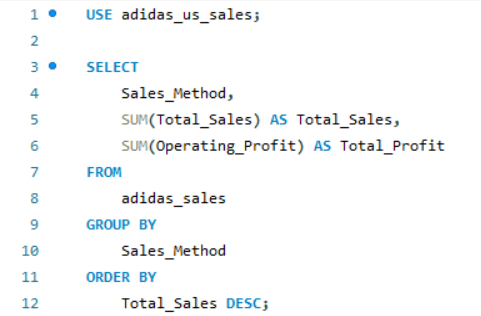 1 USE adidas_us_sales;
2
3 SELECT
4 Sales_Method,
5 SUM(Total_Sales) AS Total_Sales,
6 SUM(Operating_Profit) AS Total_Profit
7 FROM
8 adidas_sales
9 GROUP BY
10 Sales_Method
11 ORDER BY
12 Total_Sales DESC;